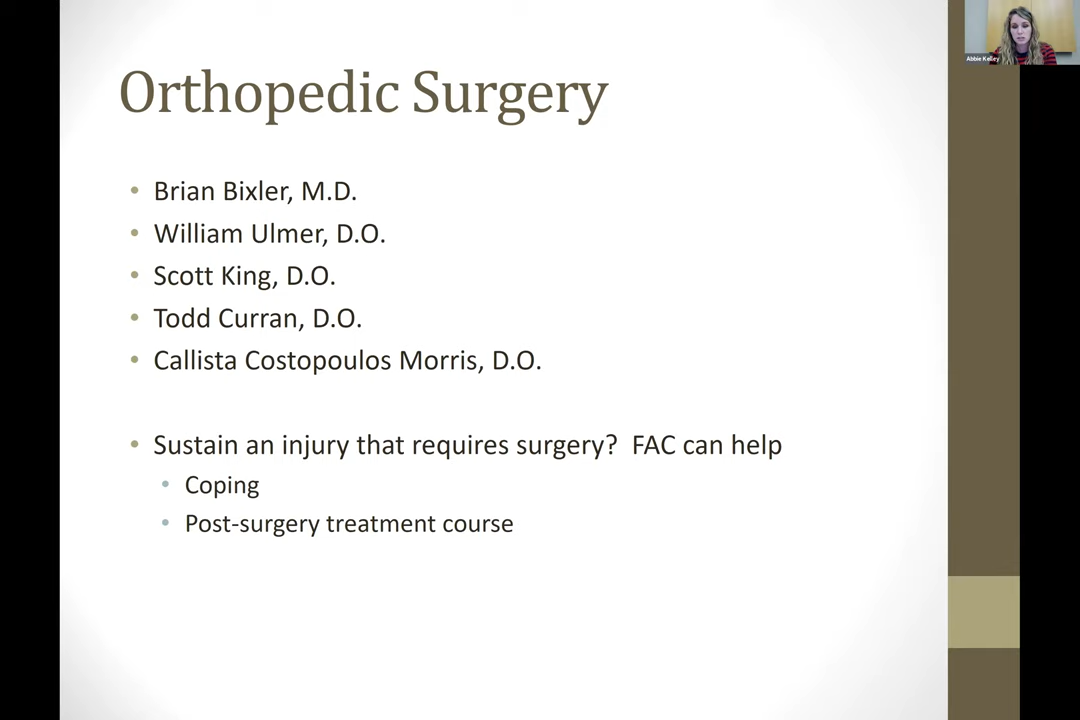 Orthopedic Surgery
• Brian Bixler, M.D.
• William Ulmer, D.O.
• Scott King, D.O.
• Todd Curran, D.O.
• Callista Costopoulos Morris, D.O.
• Sustain an injury that requires surgery?  FAC can help
• Coping
• Post-surgery treatment course
Abbie Kelley